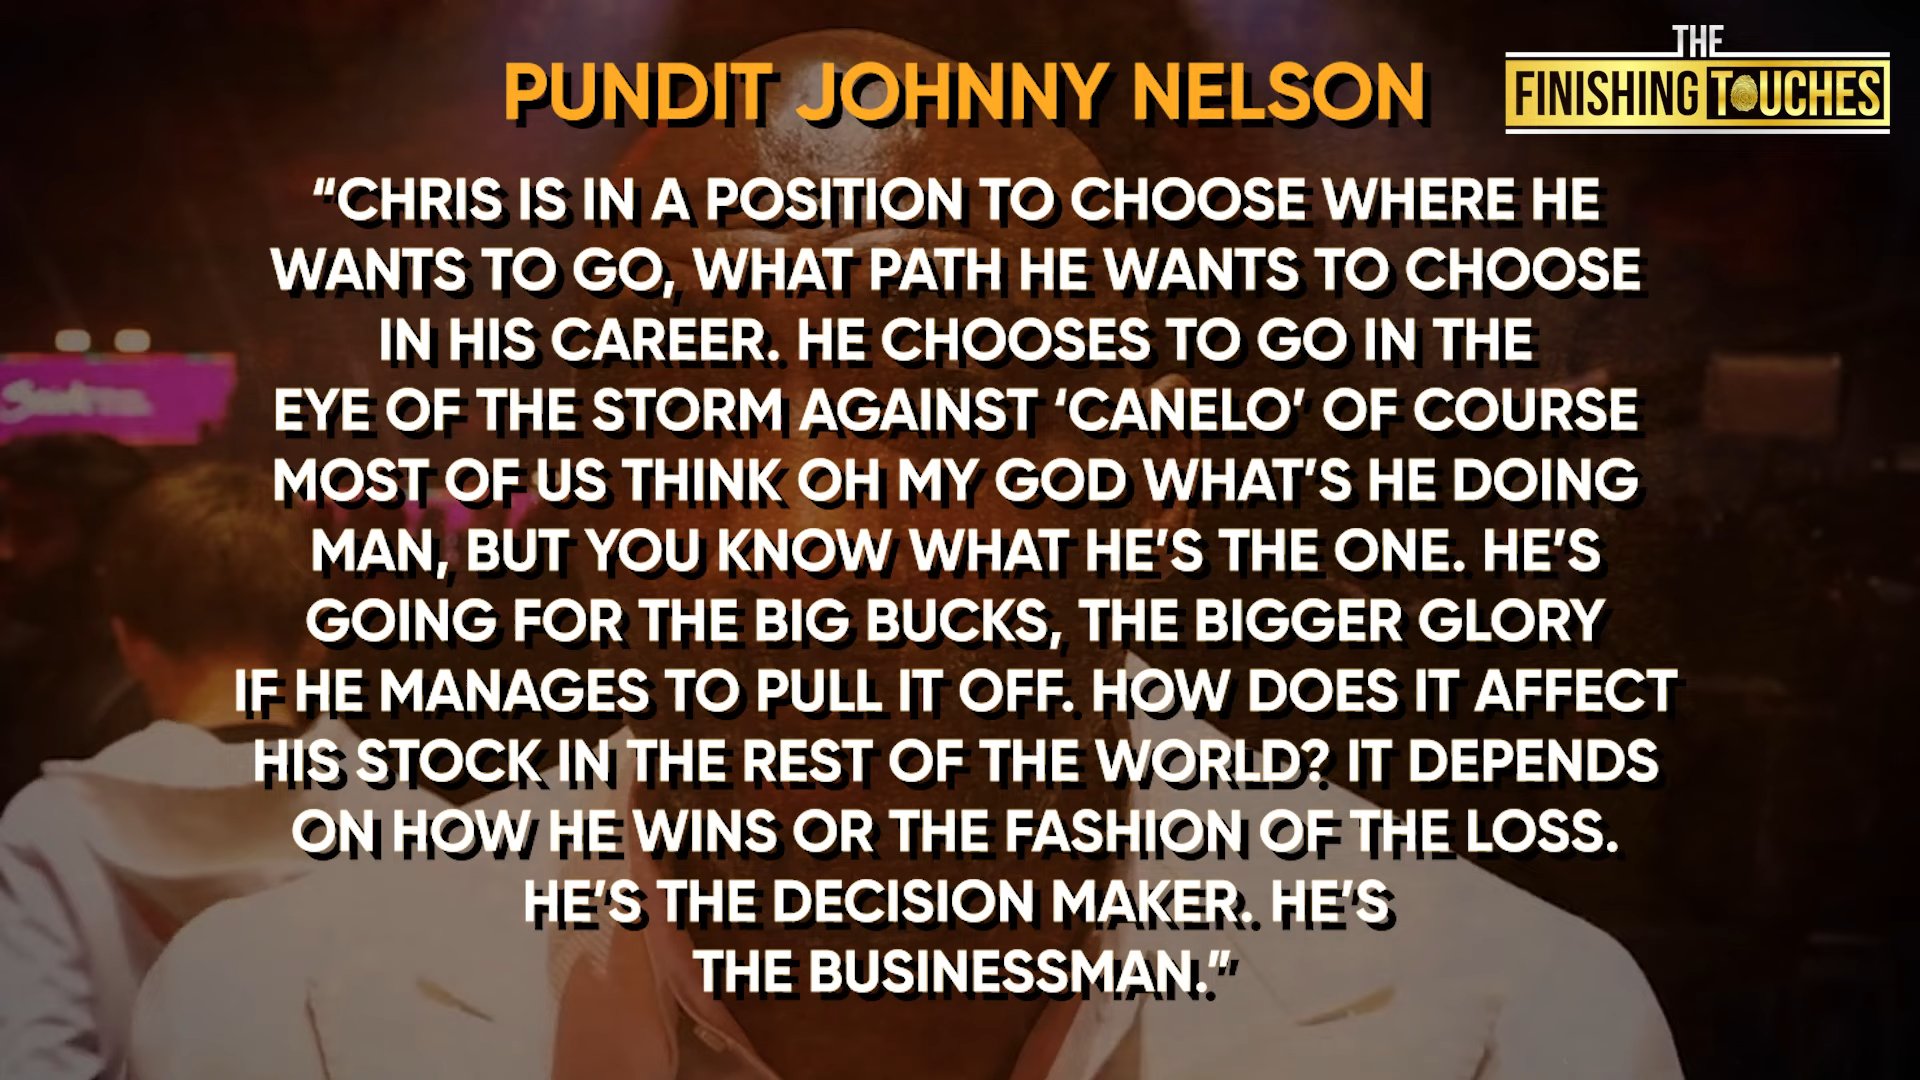 THE
FINISHING TOUCHES
PUNDIT JOHNNY NELSON
“CHRIS IS IN A POSITION TO CHOOSE WHERE HE
WANTS TO GO, WHAT PATH HE WANTS TO CHOOSE
IN HIS CAREER. HE CHOOSES TO GO IN THE
EYE OF THE STORM AGAINST ‘CANELO’ OF COURSE
MOST OF US THINK OH MY GOD WHAT’S HE DOING
MAN, BUT YOU KNOW WHAT HE’S THE ONE. HE’S
GOING FOR THE BIG BUCKS, THE BIGGER GLORY
IF HE MANAGES TO PULL IT OFF. HOW DOES IT AFFECT
HIS STOCK IN THE REST OF THE WORLD? IT DEPENDS
ON HOW HE WINS OR THE FASHION OF THE LOSS.
HE’S THE DECISION MAKER. HE’S
THE BUSINESSMAN.”